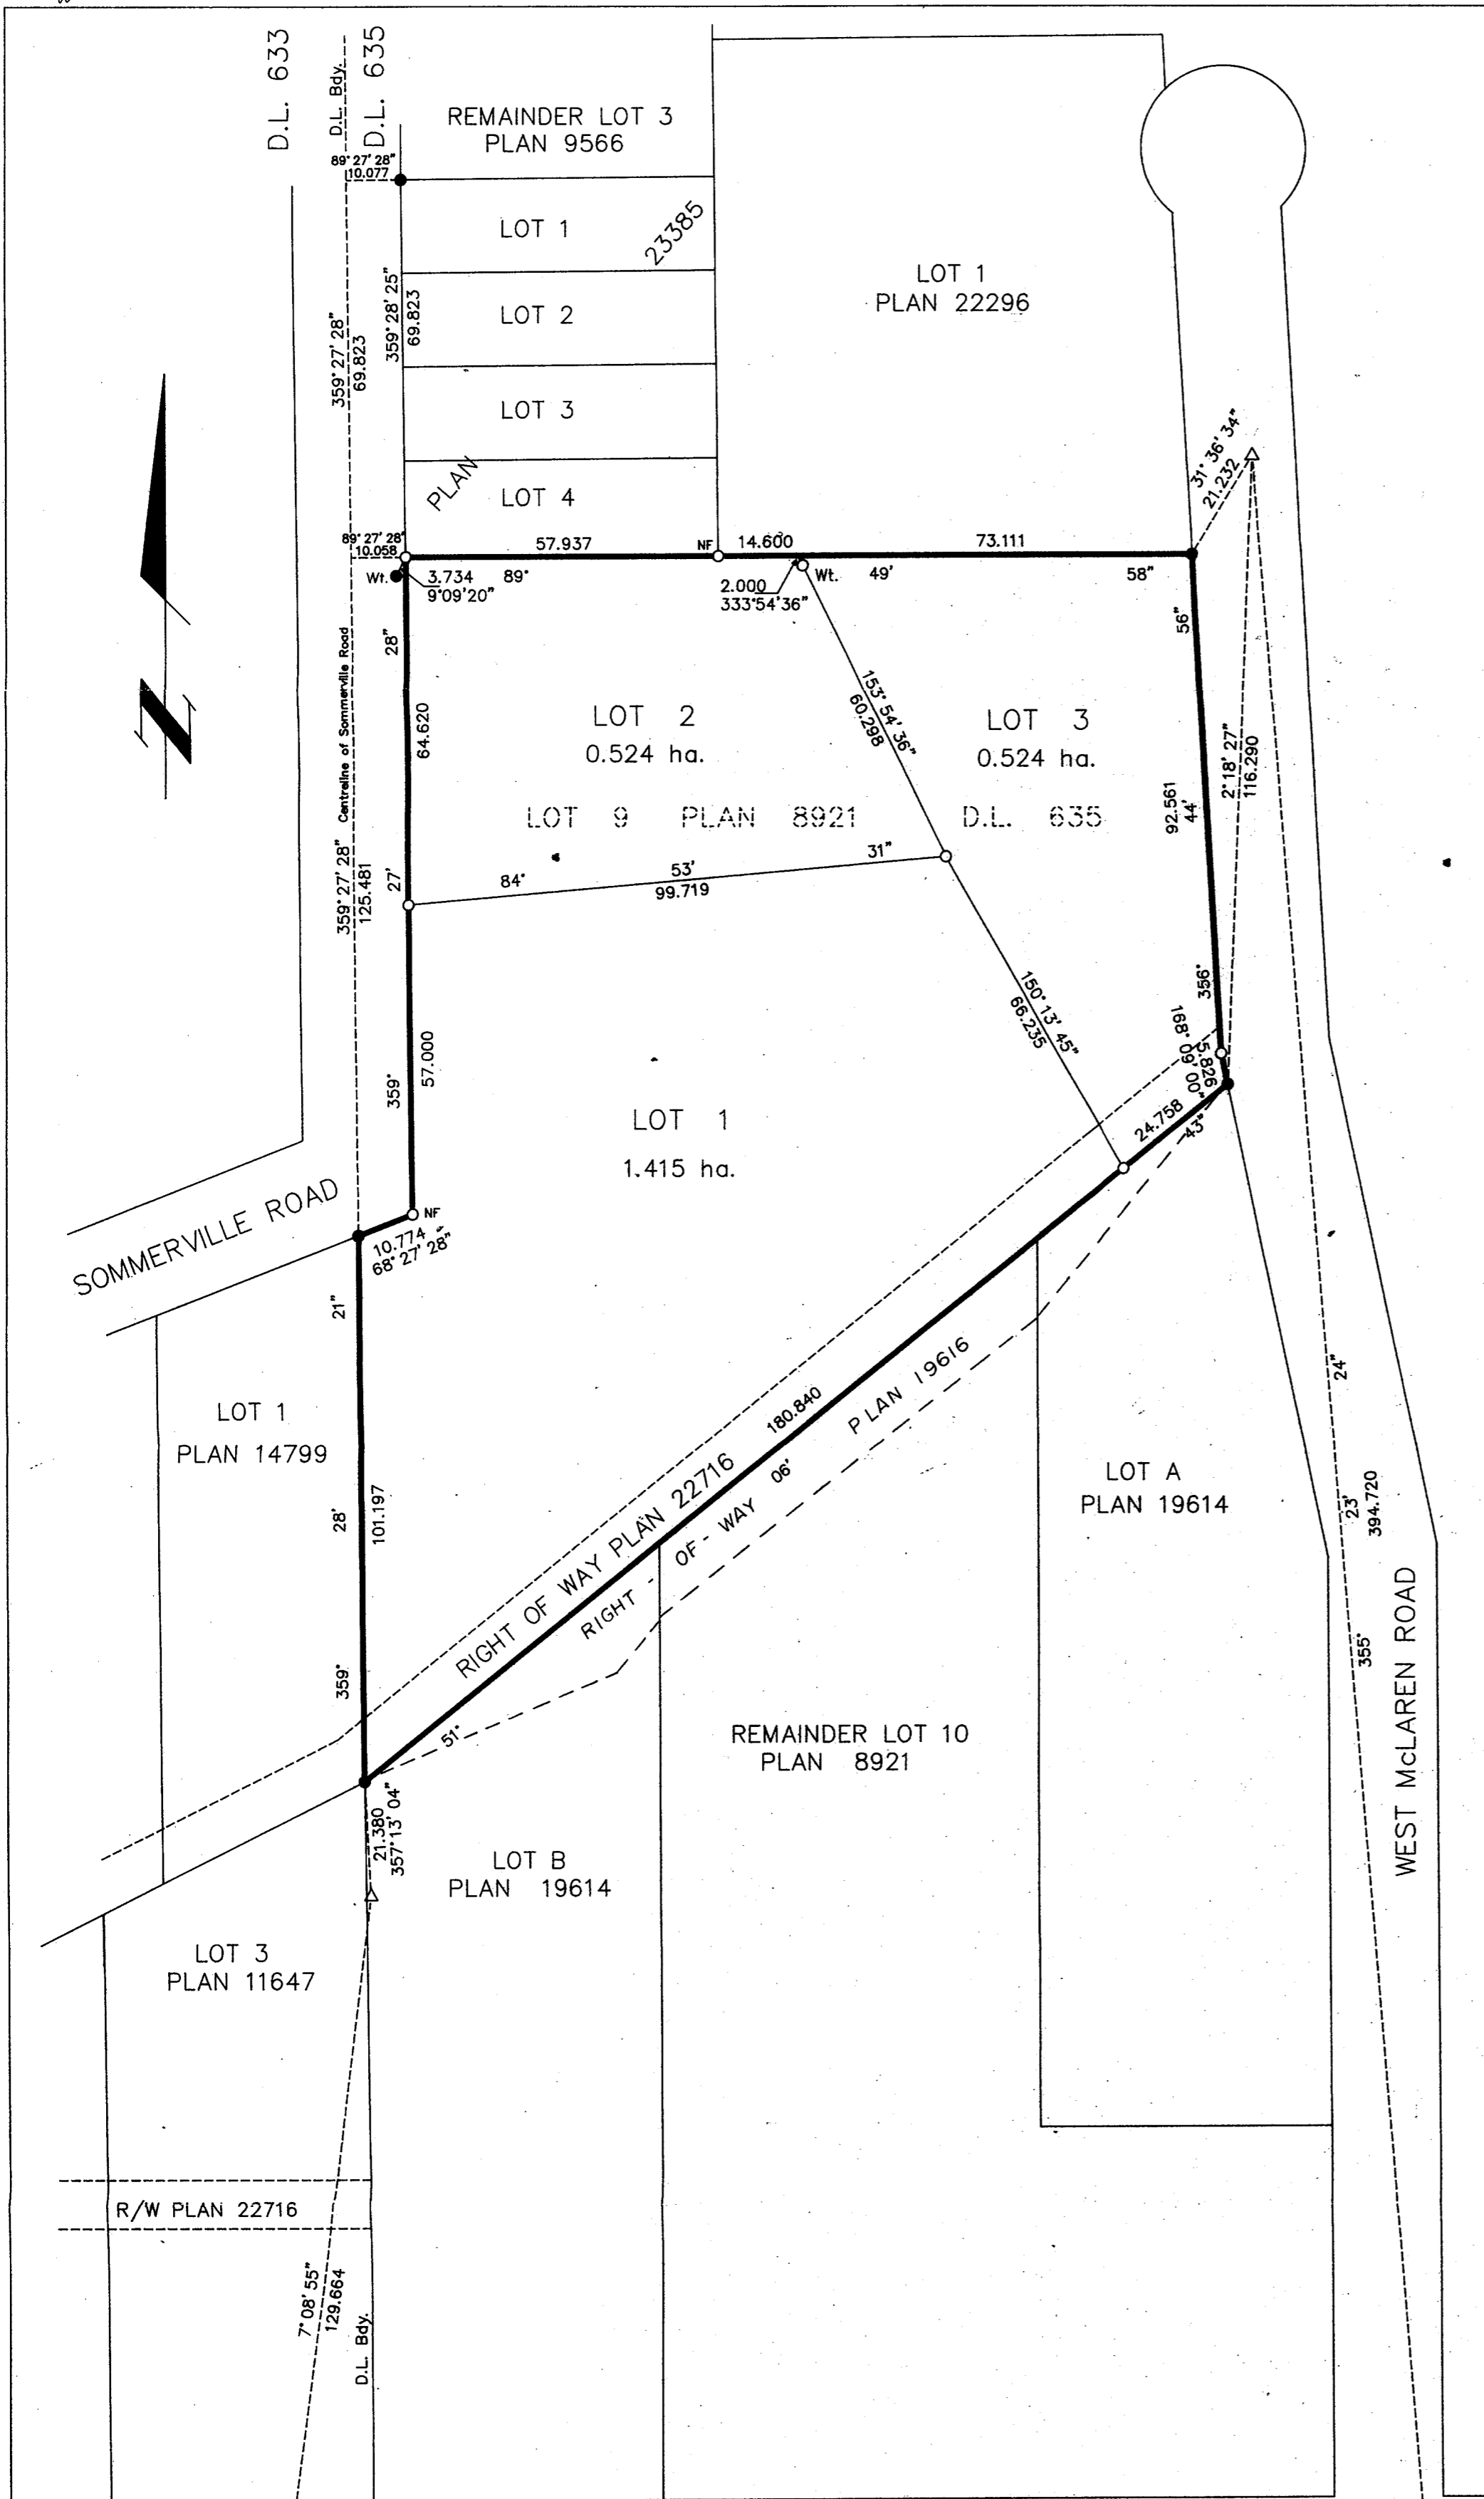 D.L. 633
D.L. Bdy.
D.L. 635
REMAINDER LOT 3
PLAN 9566
89° 27' 28"
10.077
LOT 1
23385
LOT 1
PLAN 22296
359° 27' 28"
69.823
359° 28' 25"
69.823
LOT 2
LOT 3
PLAN
LOT 4
31° 36' 34"
21.232
89° 27' 28"
10.058
57.937
NF
14.600
73.111
Wt.
3.734
9°09'20"
89°
2.000
333°54'36"
Wt.
49'
58"
28"
56"
Centreline of Sommerville Road
64.620
LOT 2
0.524 ha.
153° 54' 36"
60.298
LOT 3
0.524 ha.
2° 18' 27"
116.290
92.561
44'
LOT 9 PLAN 8921 D.L. 635
359° 27' 28"
125.481
27'
84°
53'
31"
99.719
356°
150° 13' 45"
66.235
168° 09' 00"
5.826
359°
57.000
24.758
43"
LOT 1
1.415 ha.
SOMMERVILLE ROAD
NF
10.774
68° 27' 28"
21"
24"
LOT 1
PLAN 14799
180.840
PLAN 19616
RIGHT OF WAY PLAN 22716
RIGHT - OF - WAY
06'
LOT A
PLAN 19614
28'
101.197
23'
394.720
359°
355°
WEST McLAREN ROAD
51°
REMAINDER LOT 10
PLAN 8921
21.380
357° 13' 04"
LOT B
PLAN 19614
LOT 3
PLAN 11647
R/W PLAN 22716
7° 08' 55"
129.664
D.L. Bdy.